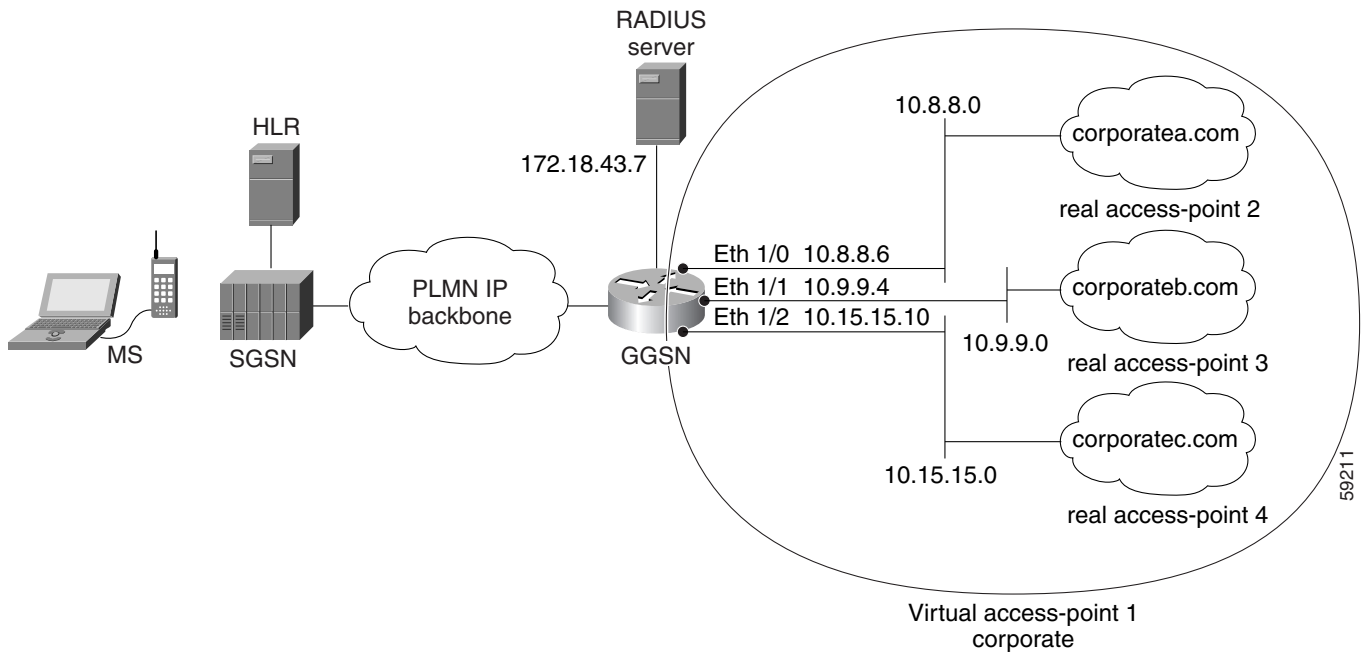 RADIUS
server
HLR
172.18.43.7
10.8.8.0
corporatea.com
real access-point 2
Eth 1/0 10.8.8.6
Eth 1/1 10.9.9.4
Eth 1/2 10.15.15.10
PLMN IP
backbone
corporateb.com
10.9.9.0
real access-point 3
MS
SGSN
GGSN
corporatec.com
10.15.15.0
real access-point 4
59211
Virtual access-point 1
corporate